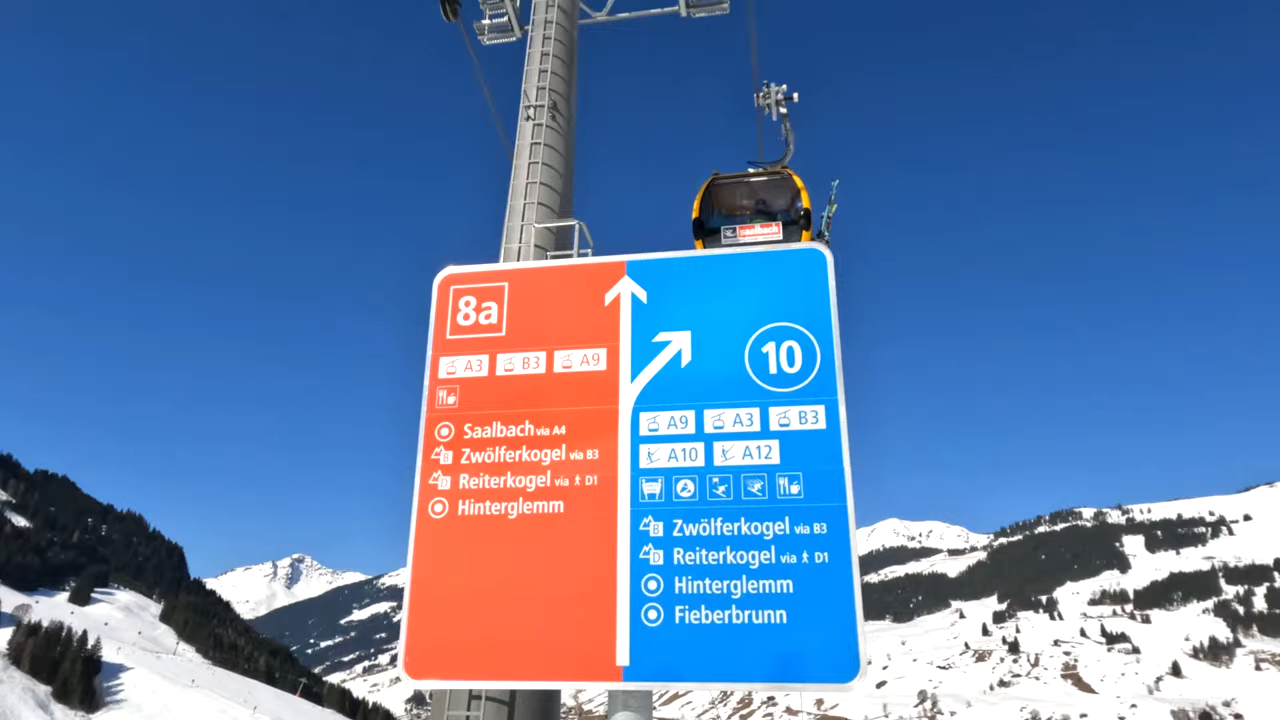 saalbach
8a
A3 B3 A9
Saalbach via A4
B Zwölferkogel via B3
D Reiterkogel via D1
Hinterglemm
10
A9 A3 B3
A10 A12
B Zwölferkogel via B3
D Reiterkogel via D1
Hinterglemm
Fieberbrunn